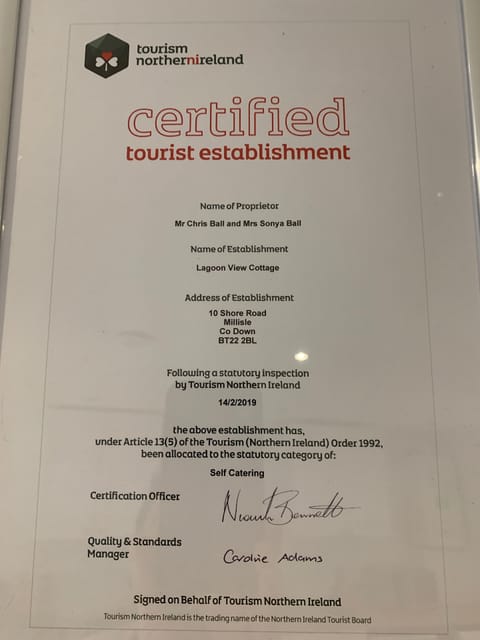 tourism
northernireland
certified
tourist establishment
Name of Proprietor
Mr Chris Ball and Mrs Sonya Ball
Name of Establishment
Lagoon View Cottage
Address of Establishment
10 Shore Road
Millisle
Co Down
BT22 2BL
Following a statutory inspection
by Tourism Northern Ireland
14/2/2019
the above establishment has,
under Article 13(5) of the Tourism (Northern Ireland) Order 1992,
been allocated to the statutory category of:
Self Catering
Certification Officer
Bennett
Quality & Standards
Manager
Caroline Adams
Signed on Behalf of Tourism Northern Ireland
Tourism Northern Ireland is the trading name of the Northern Ireland Tourist Board